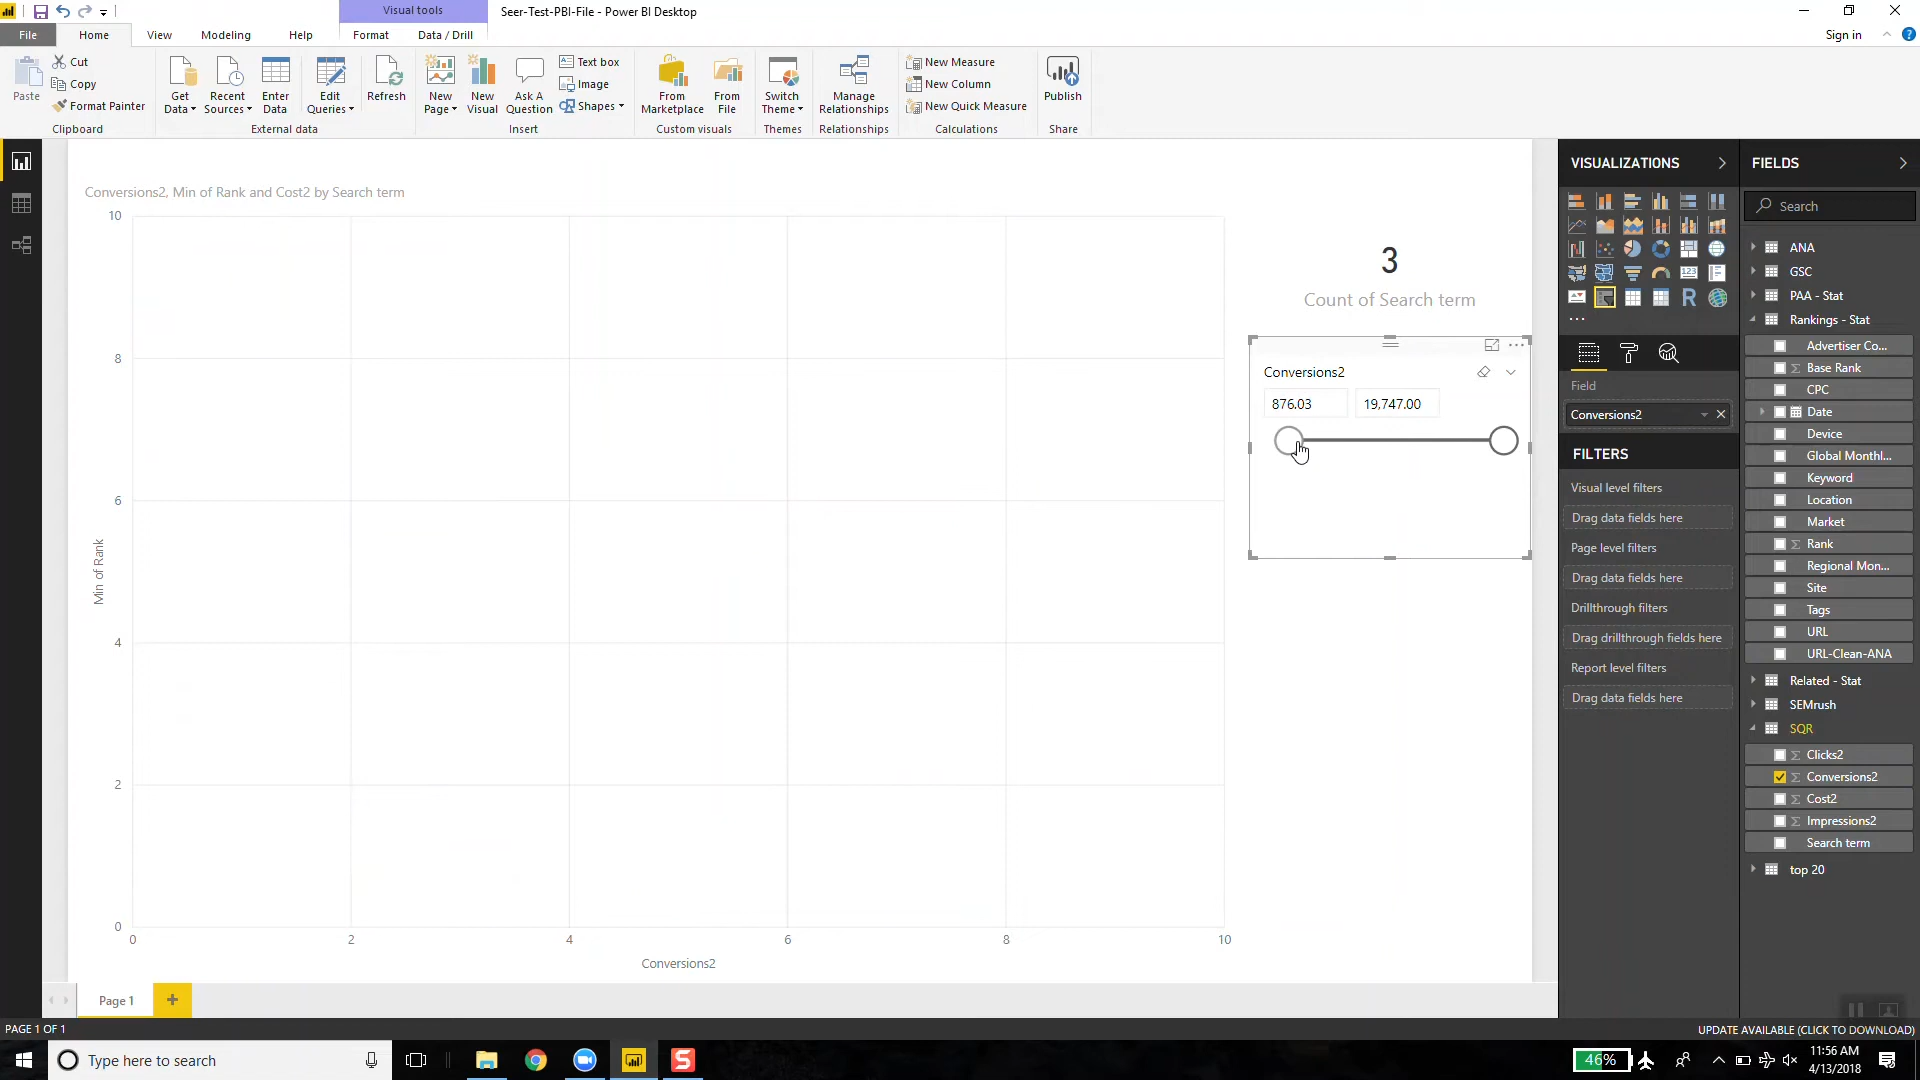 Visual tools
Seer-Test-PBI-File - Power BI Desktop
File
Home
View
Modeling
Help
Format
Data / Drill
Sign in
Paste
Cut
Copy
Format Painter
Clipboard
Get Data
Recent Sources
Enter Data
External data
Edit Queries
Refresh
New Page
New Visual
Ask A Question
Text box
Image
Shapes
Insert
From Marketplace
From File
Custom visuals
Switch Theme
Themes
Manage Relationships
Relationships
New Measure
New Column
New Quick Measure
Calculations
Publish
Share
Conversions2, Min of Rank and Cost2 by Search term
10
8
6
4
2
0
Min of Rank
0
2
4
6
8
10
Conversions2
3
Count of Search term
Conversions2
876.03
19,747.00
VISUALIZATIONS
Field
Conversions2
FILTERS
Visual level filters
Drag data fields here
Page level filters
Drag data fields here
Drillthrough filters
Drag drillthrough fields here
Report level filters
Drag data fields here
FIELDS
Search
ANA
GSC
PAA - Stat
Rankings - Stat
Advertiser Co...
Base Rank
CPC
Date
Device
Global Monthl...
Keyword
Location
Market
Rank
Regional Mon...
Site
Tags
URL
URL-Clean-ANA
Related - Stat
SEMrush
SQR
Clicks2
Conversions2
Cost2
Impressions2
Search term
top 20
Page 1
PAGE 1 OF 1
UPDATE AVAILABLE (CLICK TO DOWNLOAD)
Type here to search
46%
11:56 AM
4/13/2018